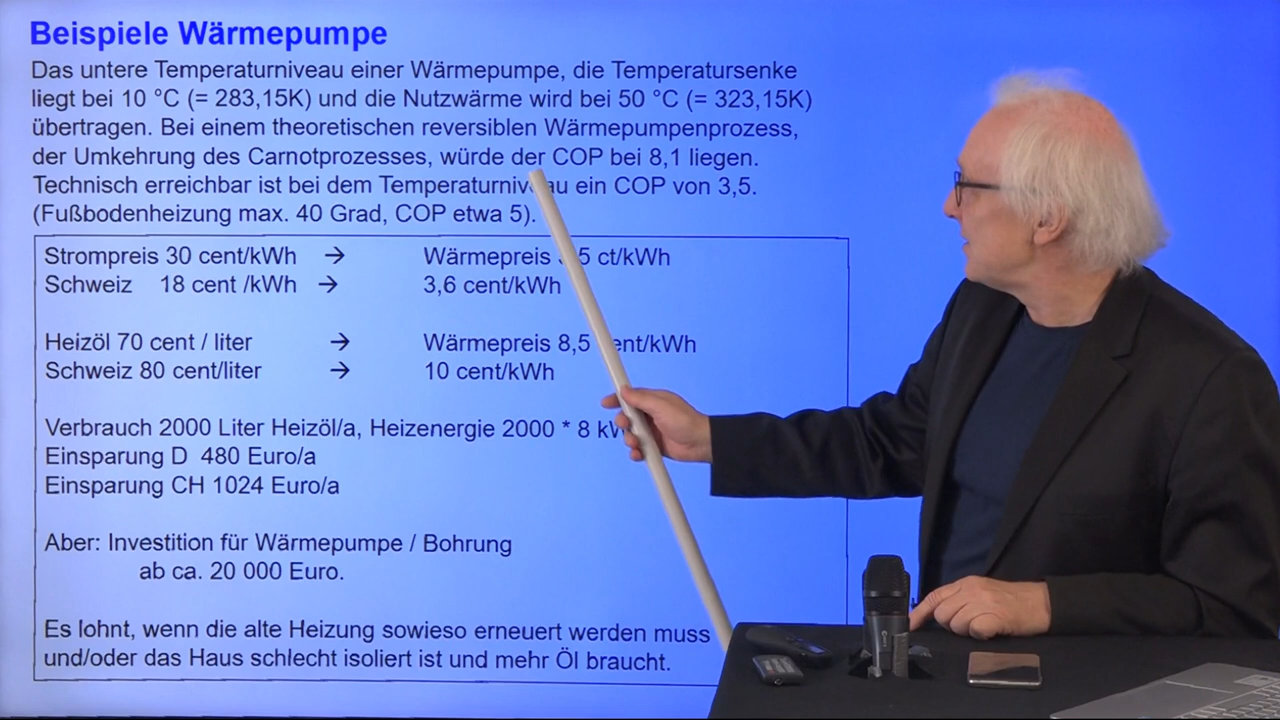 Beispiele Wärmepumpe
Das untere Temperaturniveau einer Wärmepumpe, die Temperatursenke
liegt bei 10 °C (= 283,15K) und die Nutzwärme wird bei 50 °C (= 323,15K)
übertragen. Bei einem theoretischen reversiblen Wärmepumpenprozess,
der Umkehrung des Carnotprozesses, würde der COP bei 8,1 liegen.
Technisch erreichbar ist bei dem Temperaturniveau ein COP von 3,5.
(Fußbodenheizung max. 40 Grad, COP etwa 5).
Strompreis 30 cent/kWh → Wärmepreis 5 ct/kWh
Schweiz 18 cent /kWh → 3,6 cent/kWh
Heizöl 70 cent / liter → Wärmepreis 8,5 cent/kWh
Schweiz 80 cent/liter → 10 cent/kWh
Verbrauch 2000 Liter Heizöl/a, Heizenergie 2000 * 8
Einsparung D 480 Euro/a
Einsparung CH 1024 Euro/a
Aber: Investition für Wärmepumpe / Bohrung
ab ca. 20 000 Euro.
Es lohnt, wenn die alte Heizung sowieso erneuert werden muss
und/oder das Haus schlecht isoliert ist und mehr Öl braucht.